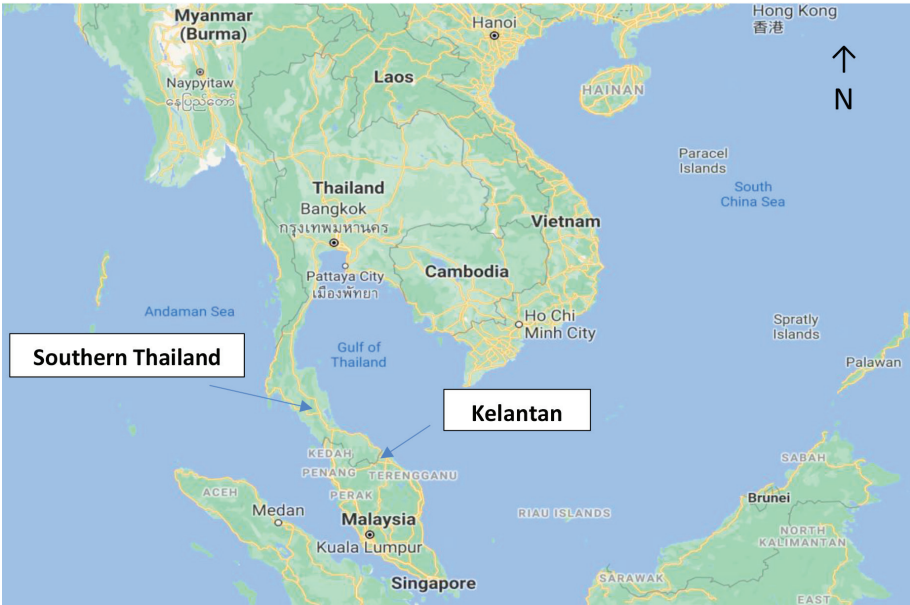 Myanmar
(Burma)
Hanoi
Hong Kong
香港
N
Laos
Naypyitaw
နေပြည်တော်
HAINAN
Paracel
Islands
South
China Sea
Thailand
Bangkok
กรุงเทพมหานคร
Vietnam
Pattaya City
เมืองพัทยา
Cambodia
Andaman Sea
Ho Chi
Minh City
Spratly
Islands
Gulf of
Thailand
Southern Thailand
Palawan
Kelantan
KEDAH
PENANG
TERENGGANU
PERAK
SABAH
ACEH
Medan
Malaysia
Kuala Lumpur
RIAU ISLANDS
Brunei
NORTH
KALIMANTAN
Singapore
SARAWAK
EAST